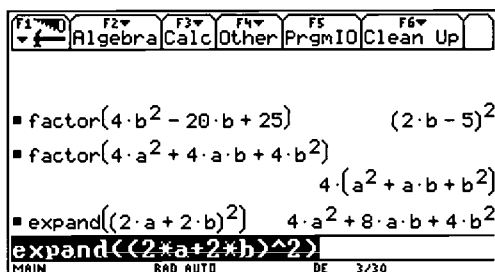 F1 F2 F3 F4 F5 F6
Algebra Calc Other PrgmIO Clean Up
▪ factor(4·b² - 20·b + 25) (2·b - 5)²
▪ factor(4·a² + 4·a·b + 4·b²)
4·(a² + a·b + b²)
▪ expand((2·a + 2·b)²) 4·a² + 8·a·b + 4·b²
expand((2*a+2*b)^2)
MAIN RAD AUTO DE 3/30